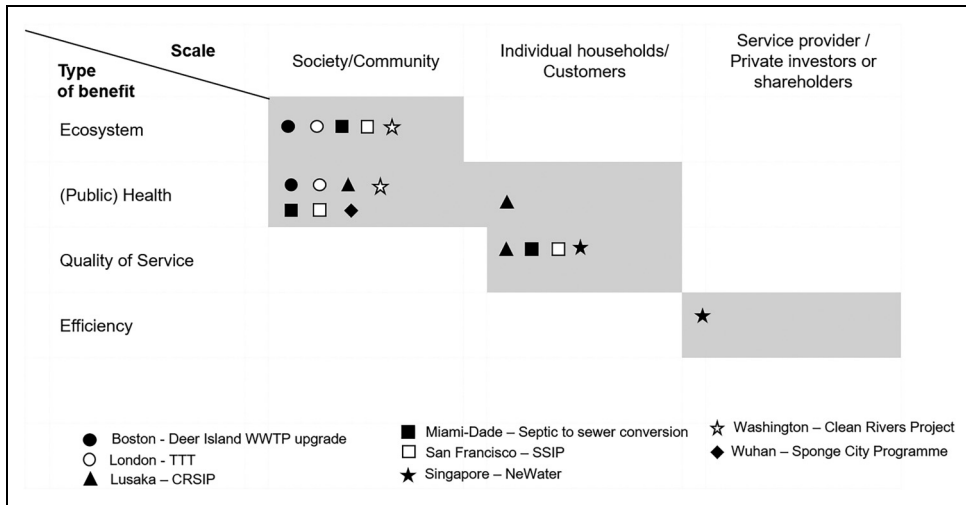 Scale
Type
of benefit
Society/Community
Individual households/
Customers
Service provider /
Private investors or
shareholders
Ecosystem
(Public) Health
Quality of Service
Efficiency
Boston - Deer Island WWTP upgrade
London - TTT
Lusaka – CRSIP
Miami-Dade – Septic to sewer conversion
San Francisco – SSIP
Singapore – NeWater
Washington – Clean Rivers Project
Wuhan – Sponge City Programme